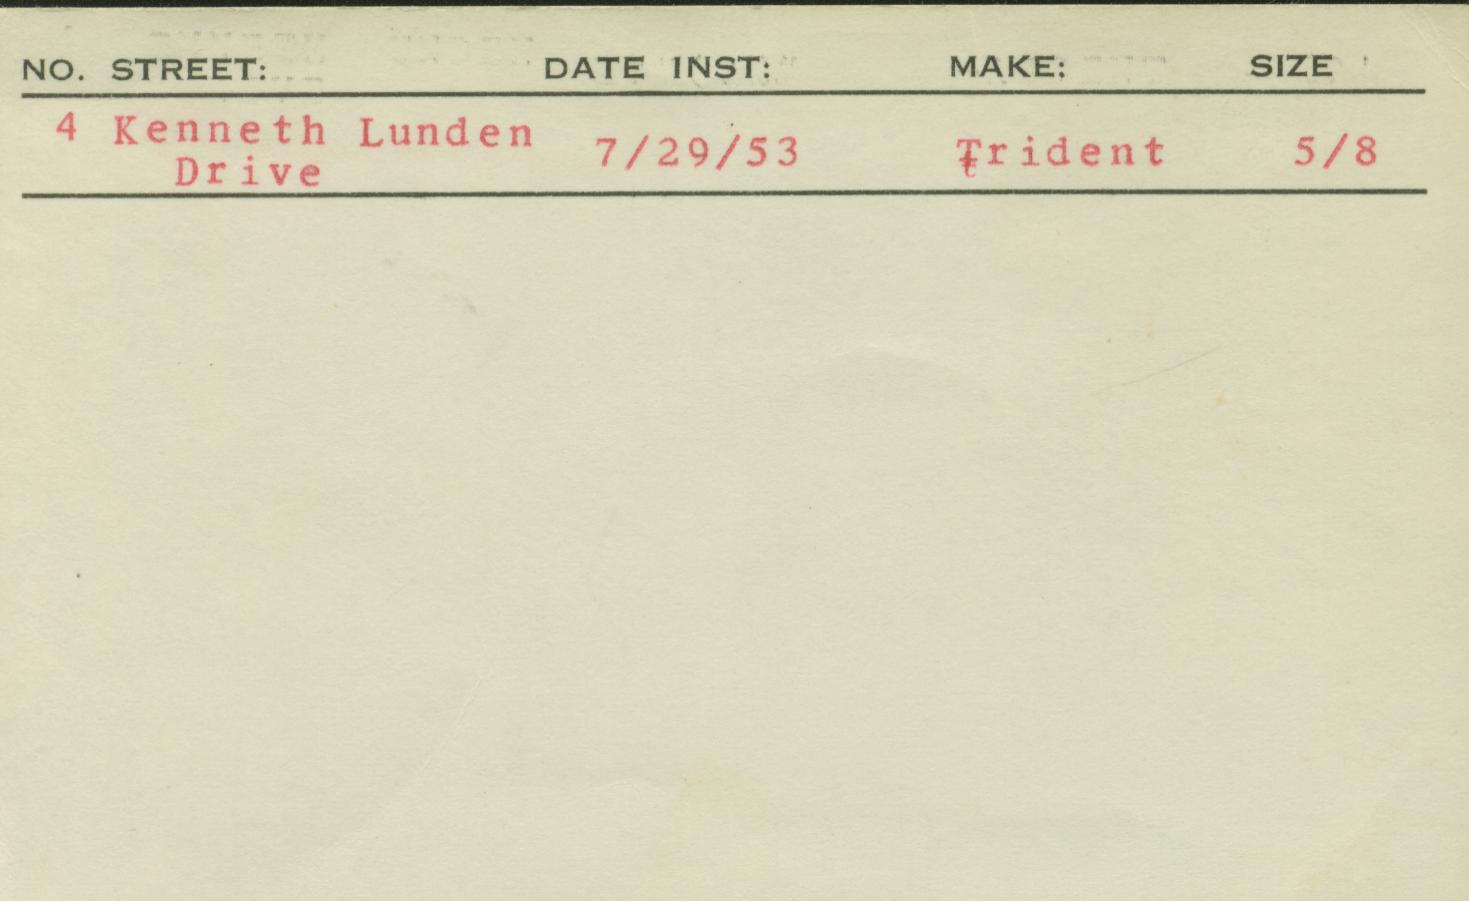 NO. STREET: DATE INST: MAKE: SIZE
4 Kenneth Lunden Drive 7/29/53 Trident 5/8